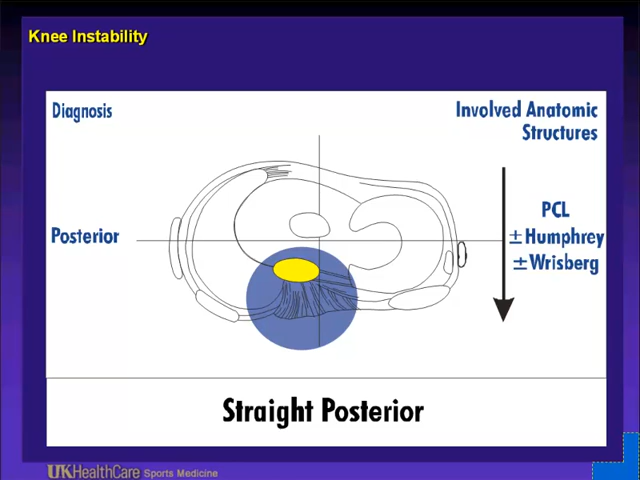 Knee Instability
Diagnosis
Involved Anatomic
Structures
Posterior
PCL
±Humphrey
±Wrisberg
Straight Posterior
UKHealthCare Sports Medicine